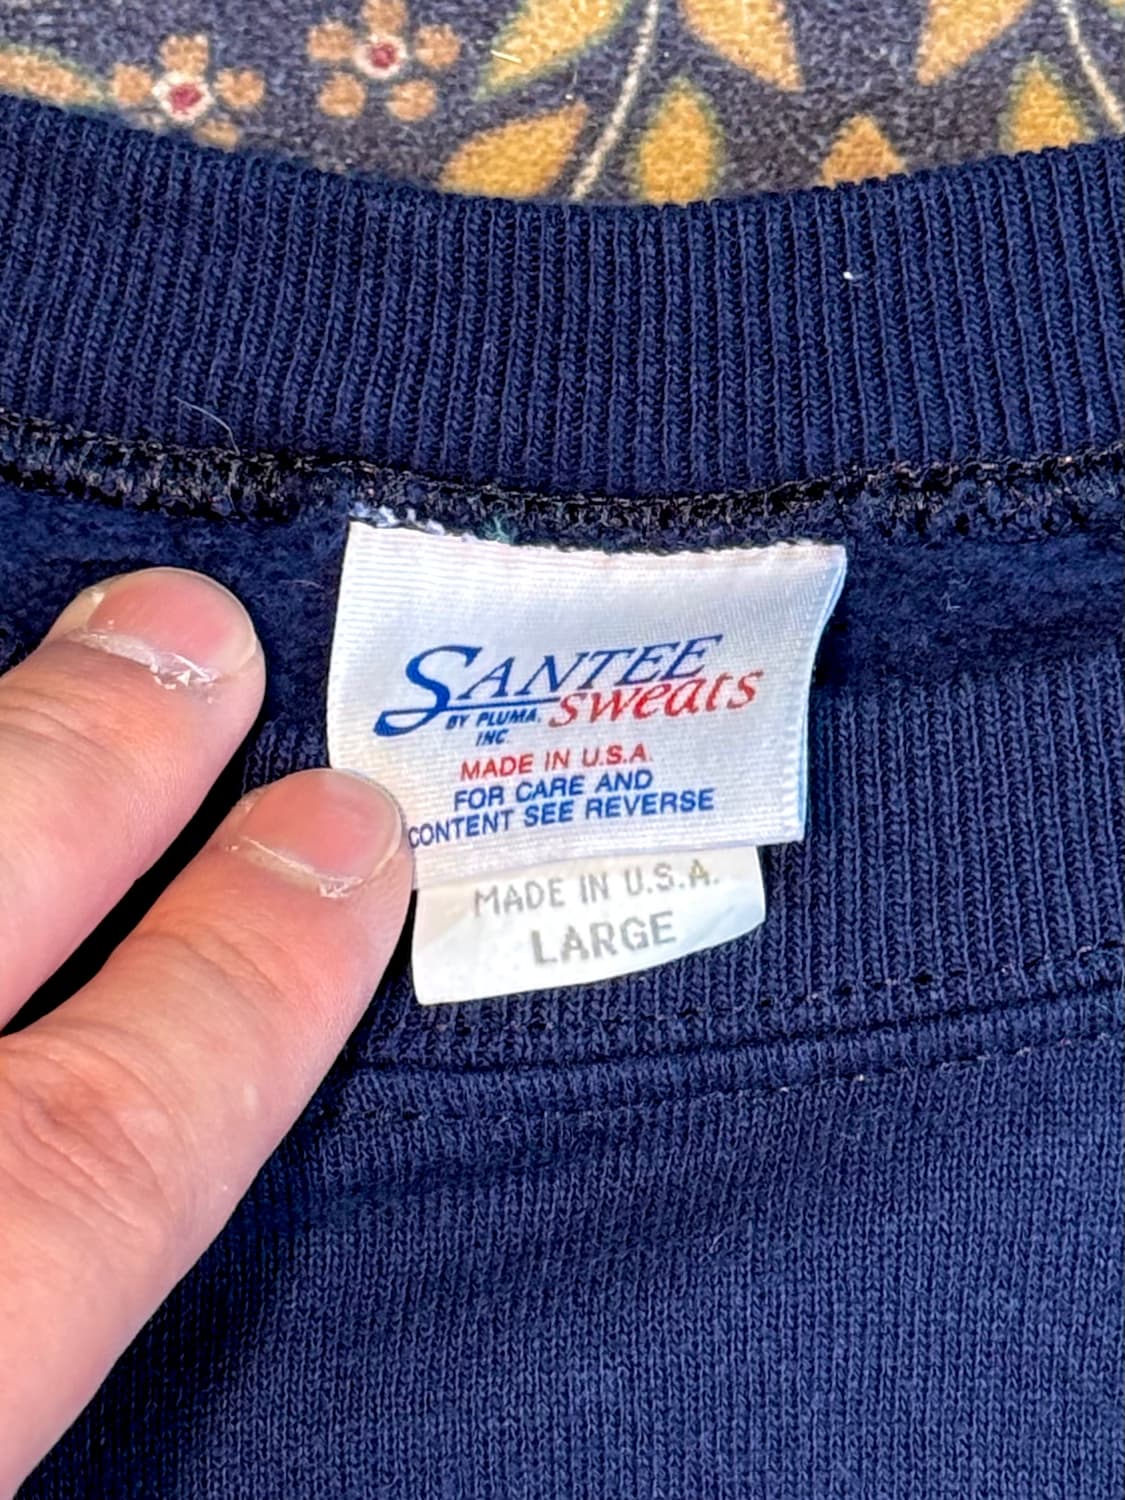 SANTEE
BY PLUMA, sweats
INC
MADE IN U.S.A.
FOR CARE AND
CONTENT SEE REVERSE
MADE IN U.S.A.
LARGE